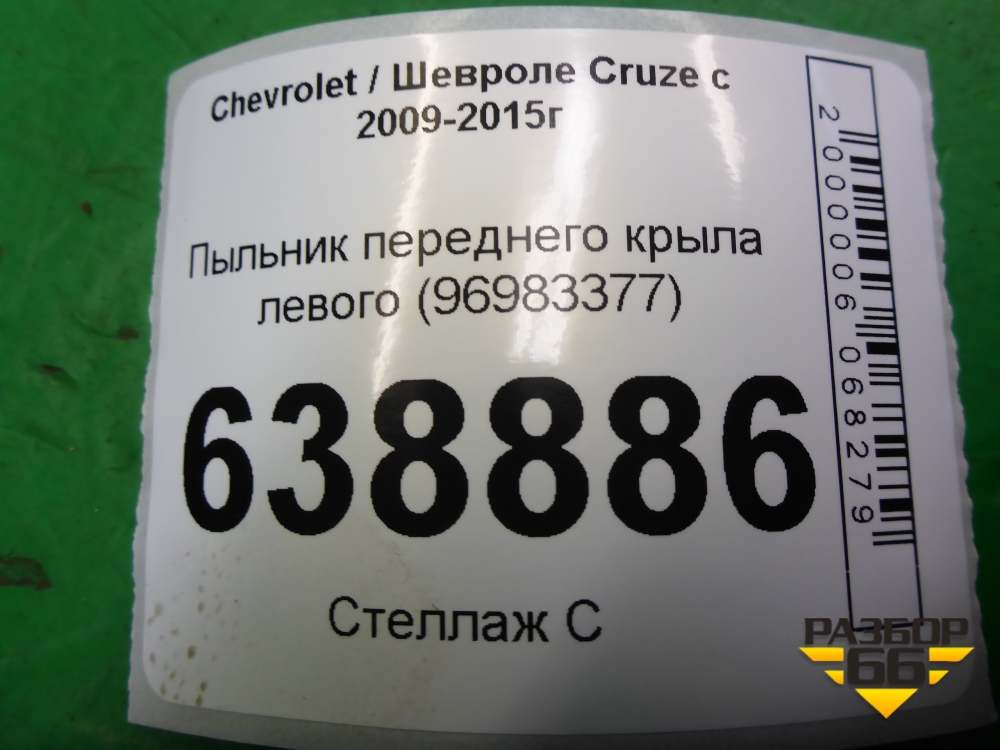 Chevrolet / Шевроле Cruze с
2009-2015г
Пыльник переднего крыла
левого (96983377)
638886
Стеллаж С
2000006068279
РАЗБОР
66